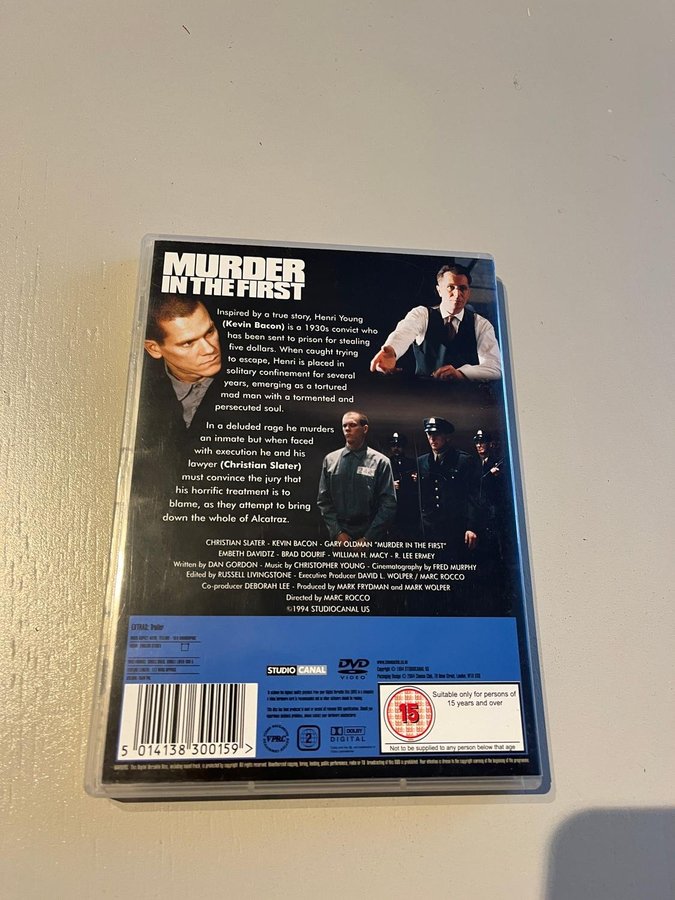 MURDER
IN THE FIRST
Inspired by a true story, Henri Young
(Kevin Bacon) is a 1930s convict who
has been sent to prison for stealing
five dollars. When caught trying
to escape, Henri is placed in
solitary confinement for several
years, emerging as a tortured
mad man with a tormented and
persecuted soul.
In a deluded rage he murders
an inmate but when faced
with execution he and his
lawyer (Christian Slater)
must convince the jury that
his horrific treatment is to
blame, as they attempt to bring
down the whole of Alcatraz.
CHRISTIAN SLATER - KEVIN BACON - GARY OLDMAN "MURDER IN THE FIRST"
EMBETH DAVIDTZ - BRAD DOURIF - WILLIAM H. MACY - R. LEE ERMEY
Written by DAN GORDON - Music by CHRISTOPHER YOUNG - Cinematography by FRED MURPHY
Edited by RUSSELL LIVINGSTONE - Executive Producer DAVID L. WOLPER / MARC ROCCO
Co-producer DEBORAH LEE - Produced by MARK FRYDMAN and MARK WOLPER
Directed by MARC ROCCO
©1994 STUDIOCANAL US
EXTRAS: Trailer
STUDIO CANAL
DVD
VIDEO
5 014138 300159 >
VPRC
2
DOLBY
DIGITAL
15
Suitable only for persons of
15 years and over
Not to be supplied to any person below that age